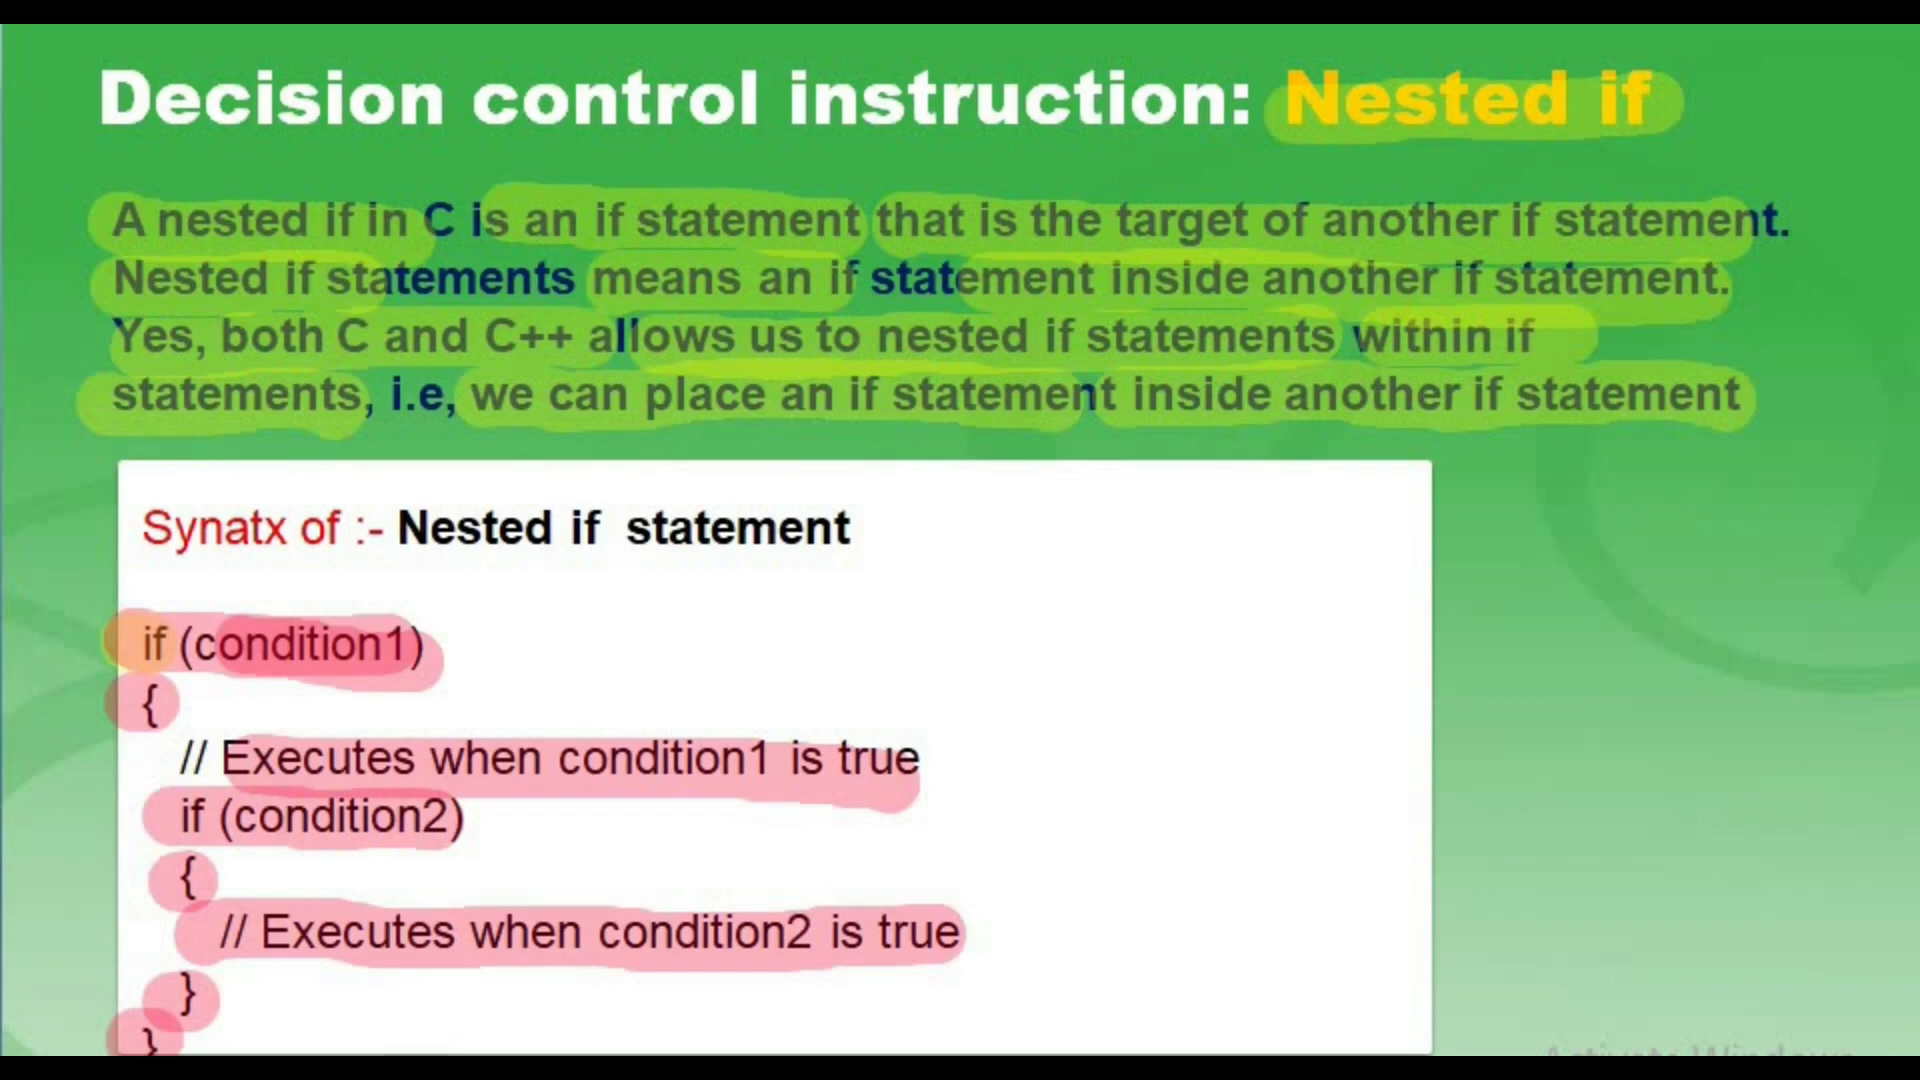 Decision control instruction: Nested if
A nested if in C is an if statement that is the target of another if statement.
Nested if statements means an if statement inside another if statement.
Yes, both C and C++ allows us to nested if statements within if
statements, i.e, we can place an if statement inside another if statement
Synatx of :- Nested if statement
if (condition1)
{
// Executes when condition1 is true
if (condition2)
{
// Executes when condition2 is true
}
}
Activate Windows